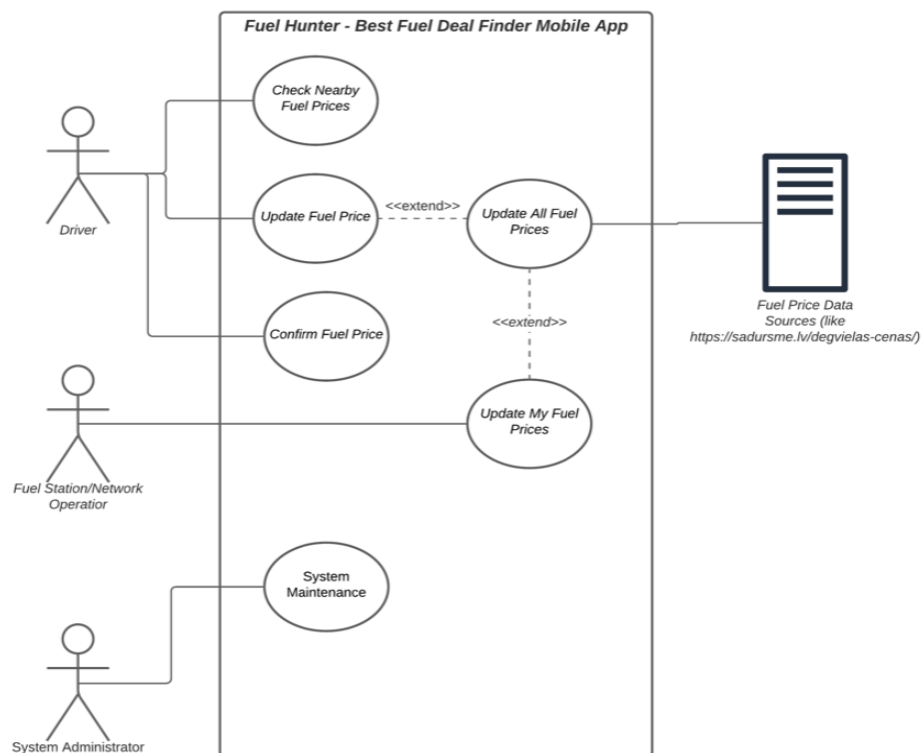 Fuel Hunter - Best Fuel Deal Finder Mobile App
Check Nearby
Fuel Prices
Driver
Update Fuel Price
<<extend>>
Update All Fuel
Prices
Fuel Price Data
Sources (like
https://sadursme.lv/degvielas-cenas/)
<<extend>>
Confirm Fuel Price
Update My Fuel
Prices
Fuel Station/Network
Operatior
System
Maintenance
System Administrator